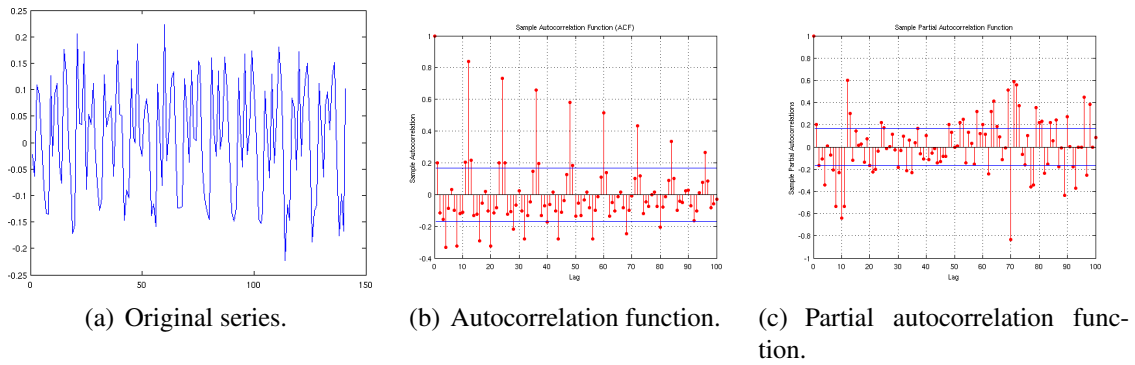 0.25
0.2
0.15
0.1
0.05
0
-0.05
-0.1
-0.15
-0.2
-0.25
0
50
100
150
(a) Original series.
Sample Autocorrelation Function (ACF)
Sample Autocorrelation
1
0.8
0.6
0.4
0.2
0
-0.2
-0.4
0 10 20 30 40 50 60 70 80 90 100
Lag
(b) Autocorrelation function.
Sample Partial Autocorrelation Function
Sample Partial Autocorrelations
1
0.8
0.6
0.4
0.2
0
-0.2
-0.4
-0.6
-0.8
-1
0 10 20 30 40 50 60 70 80 90 100
Lag
(c) Partial autocorrelation func-
tion.